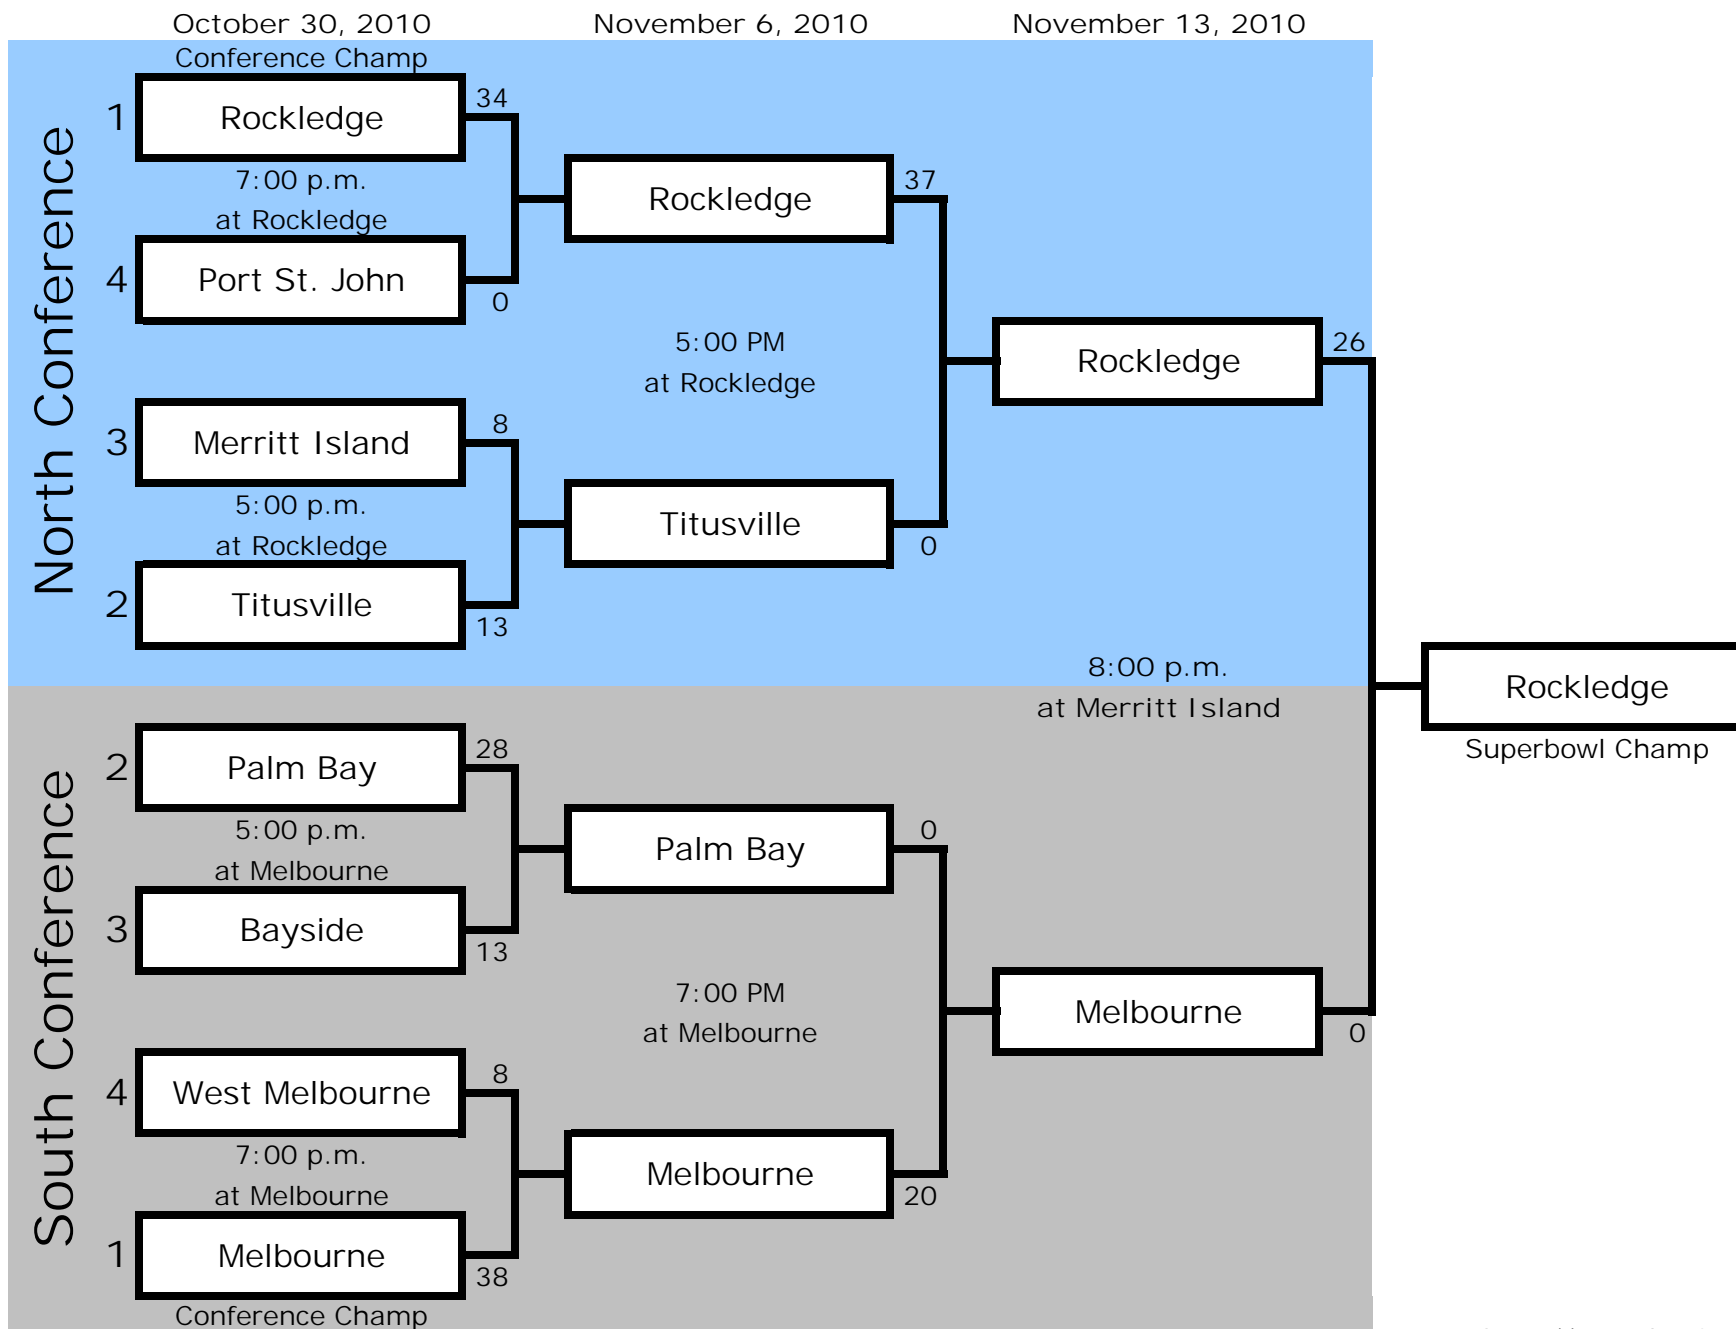 October 30, 2010
November 6, 2010
November 13, 2010
Conference Champ
North Conference
1
Rockledge
34
7:00 p.m.
at Rockledge
4
Port St. John
0
Rockledge
37
5:00 PM
at Rockledge
3
Merritt Island
8
5:00 p.m.
at Rockledge
2
Titusville
13
Titusville
0
Rockledge
26
8:00 p.m.
at Merritt Island
Rockledge
Superbowl Champ
South Conference
2
Palm Bay
28
5:00 p.m.
at Melbourne
3
Bayside
13
Palm Bay
0
7:00 PM
at Melbourne
4
West Melbourne
8
7:00 p.m.
at Melbourne
1
Melbourne
38
Conference Champ
Melbourne
20
Melbourne
0